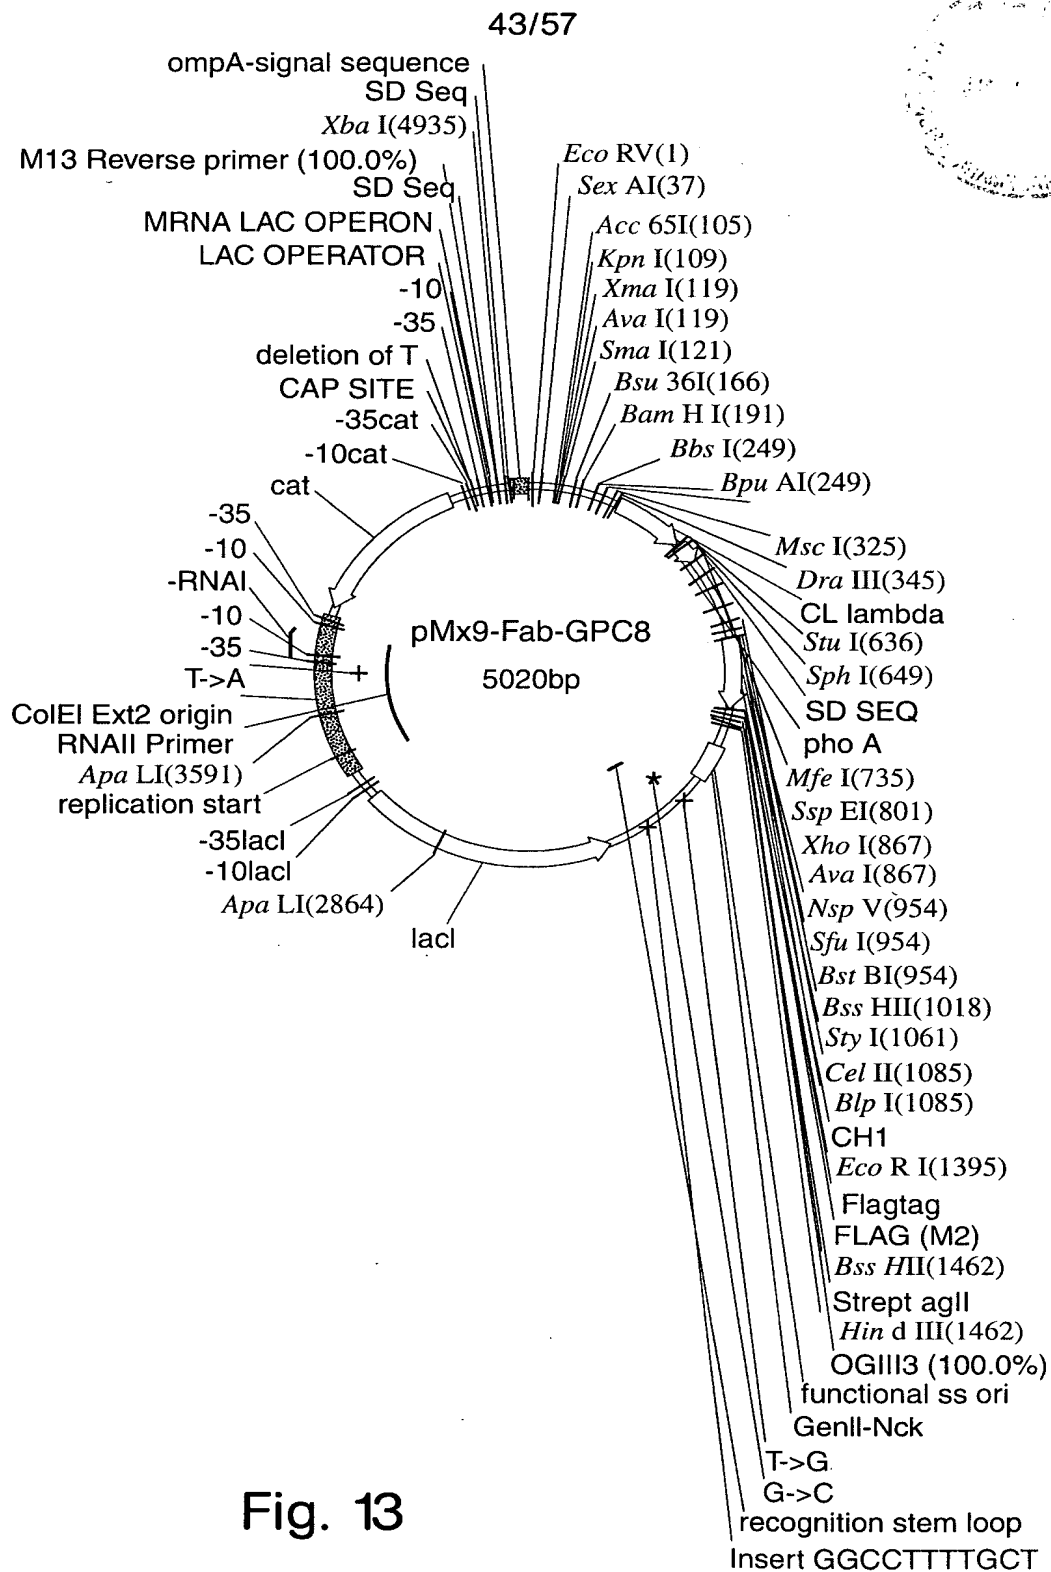 43/57
ompA-signal sequence
SD Seq
Xba I(4935)
M13 Reverse primer (100.0%)
SD Seq
MRNA LAC OPERON
LAC OPERATOR
-10
-35
deletion of T
CAP SITE
-35cat
-10cat
cat
-35
-10
-RNAI
-10
-35
T->A
ColEI Ext2 origin
RNAII Primer
Apa LI(3591)
replication start
-35lacI
-10lacI
Apa LI(2864)
lacI
Eco RV(1)
Sex AI(37)
Acc 65I(105)
Kpn I(109)
Xma I(119)
Ava I(119)
Sma I(121)
Bsu 36I(166)
Bam H I(191)
Bbs I(249)
Bpu AI(249)
Msc I(325)
Dra III(345)
CL lambda
Stu I(636)
Sph I(649)
SD SEQ
pho A
Mfe I(735)
Ssp EI(801)
Xho I(867)
Ava I(867)
Nsp V(954)
Sfu I(954)
Bst BI(954)
Bss HII(1018)
Sty I(1061)
Cel II(1085)
Blp I(1085)
CH1
Eco R I(1395)
Flagtag
FLAG (M2)
Bss HII(1462)
Strept agII
Hin d III(1462)
OGIII3 (100.0%)
functional ss ori
GenII-Nck
T->G
G->C
recognition stem loop
Insert GGCCTTTTGCT
pMx9-Fab-GPC8
5020bp
Fig. 13